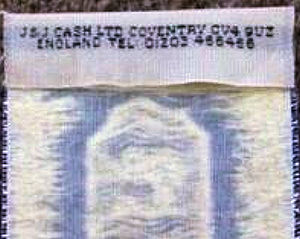 J&J CASH LTD COVENTRY CV4 9UZ
ENGLAND TEL: 01203 466466